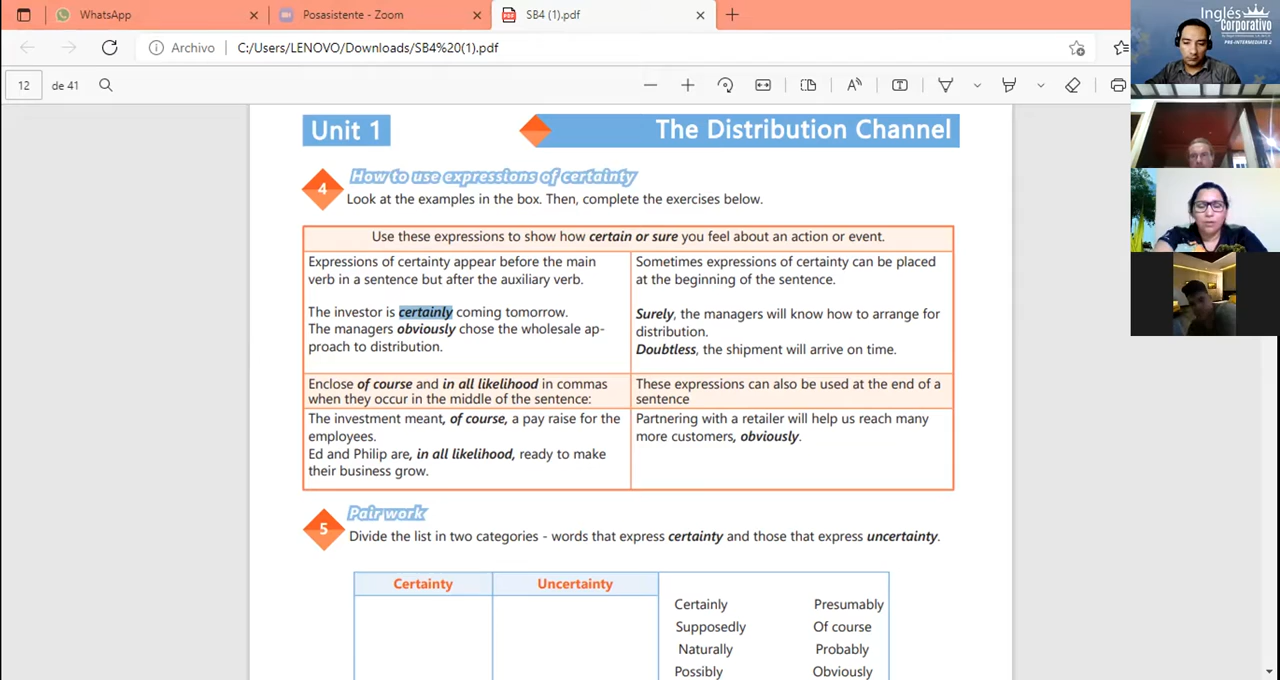 WhatsApp
Posasistente - Zoom
SB4 (1).pdf
Archivo
C:/Users/LENOVO/Downloads/SB4%20(1).pdf
12
de 41
Inglés
Corporativo
PRE-INTERMEDIATE 2
Unit 1
The Distribution Channel
4
How to use expressions of certainty
Look at the examples in the box. Then, complete the exercises below.
Use these expressions to show how certain or sure you feel about an action or event.
Expressions of certainty appear before the main
verb in a sentence but after the auxiliary verb.
The investor is certainly coming tomorrow.
The managers obviously chose the wholesale ap-
proach to distribution.
Sometimes expressions of certainty can be placed
at the beginning of the sentence.
Surely, the managers will know how to arrange for
distribution.
Doubtless, the shipment will arrive on time.
Enclose of course and in all likelihood in commas
when they occur in the middle of the sentence:
These expressions can also be used at the end of a
sentence
The investment meant, of course, a pay raise for the
employees.
Ed and Philip are, in all likelihood, ready to make
their business grow.
Partnering with a retailer will help us reach many
more customers, obviously.
5
Pair work
Divide the list in two categories - words that express certainty and those that express uncertainty.
Certainty
Uncertainty
Certainly
Presumably
Supposedly
Of course
Naturally
Probably
Possibly
Obviously